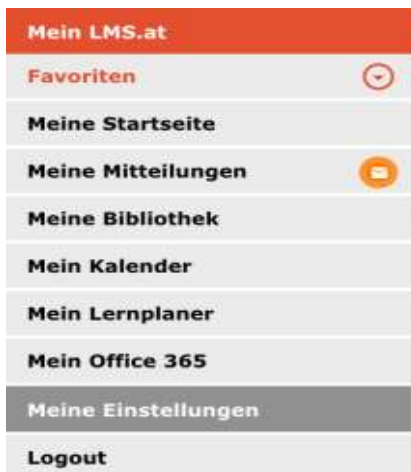 Mein LMS.at
Favoriten
Meine Startseite
Meine Mitteilungen
Meine Bibliothek
Mein Kalender
Mein Lernplaner
Mein Office 365
Meine Einstellungen
Logout